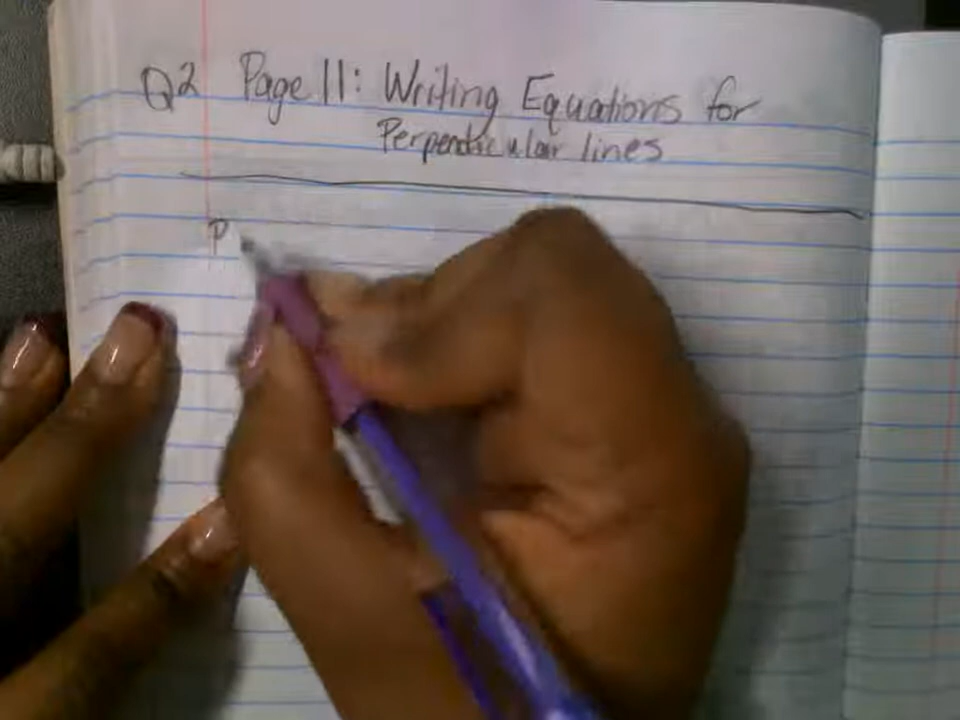 Q2 Page 11: Writing Equations for
Perpendicular lines
P